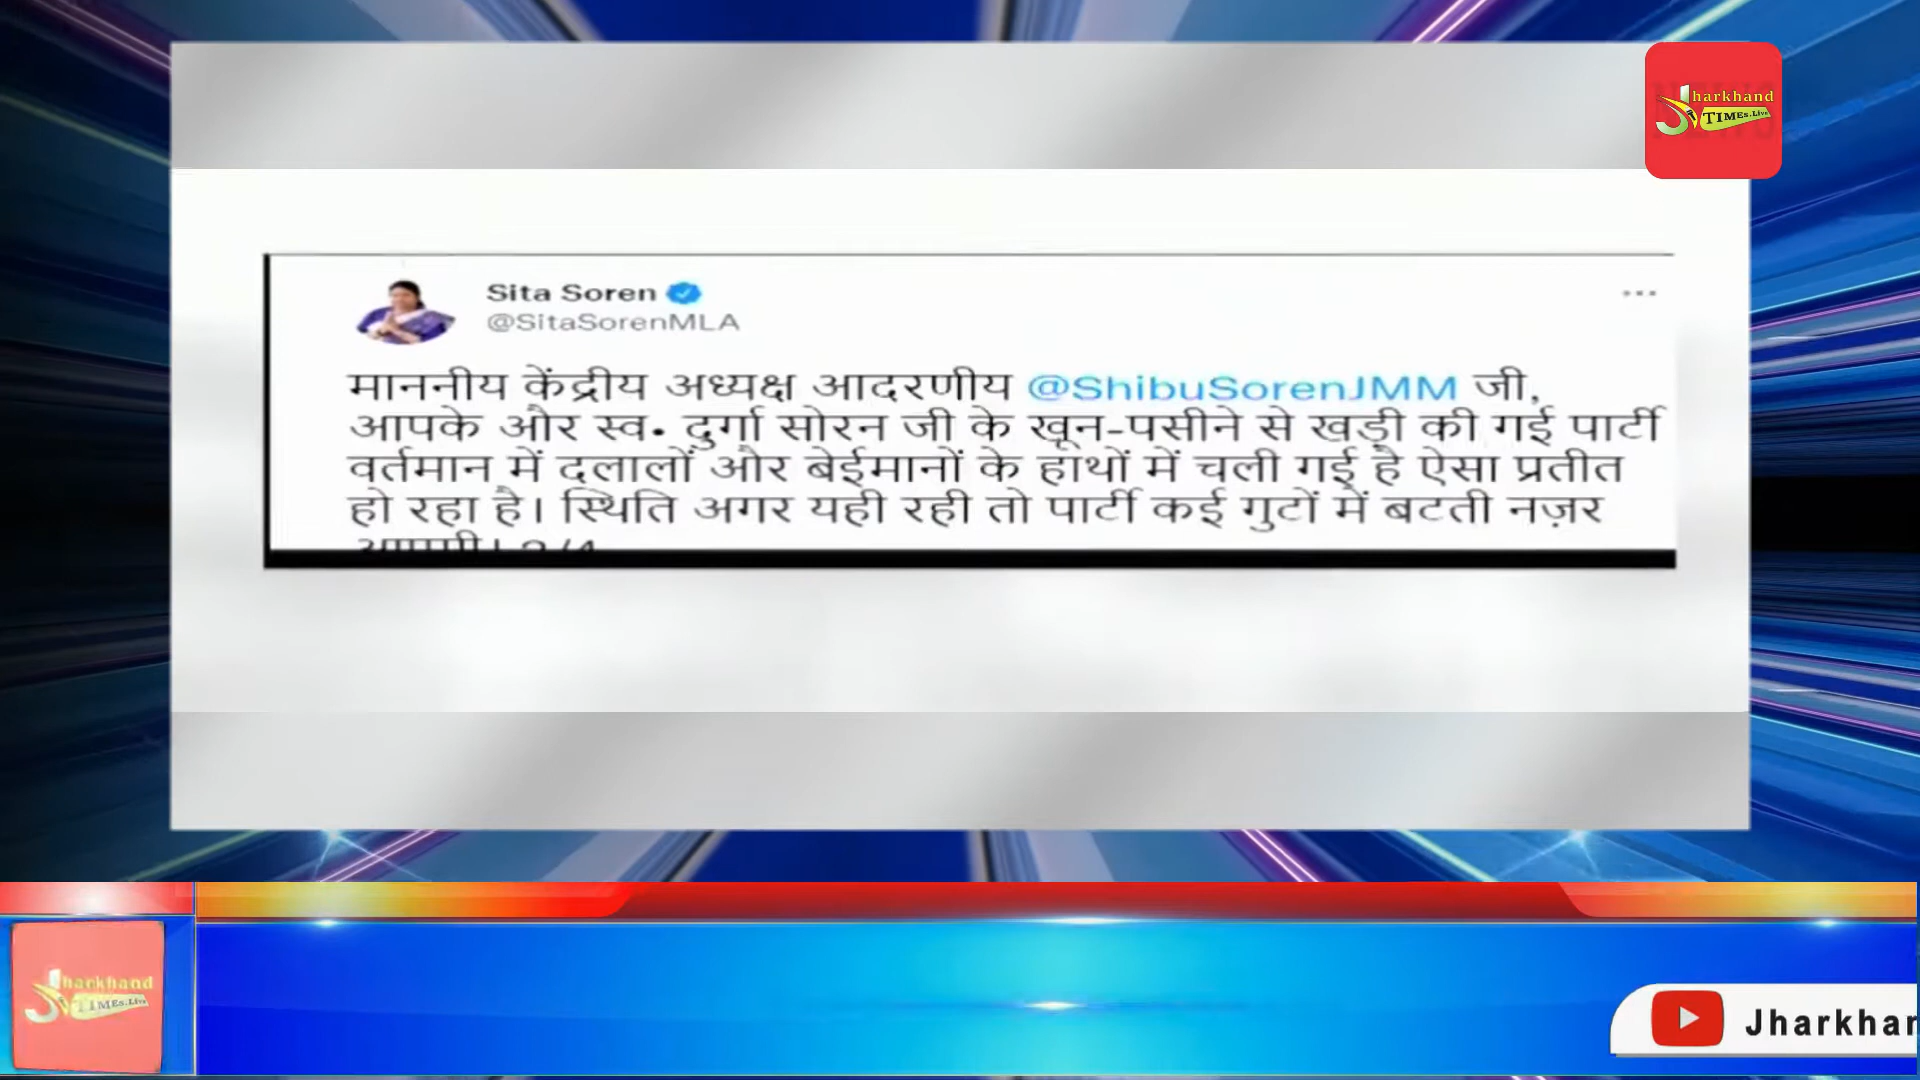 Jharkhand
TIMEs.Live
Sita Soren
@SitaSorenMLA
माननीय केंद्रीय अध्यक्ष आदरणीय @ShibuSorenJMM जी,
आपके और स्व. दुर्गा सोरन जी के खून-पसीने से खड़ी की गई पार्टी
वर्तमान में दलालों और बेईमानों के हाथों में चली गई है ऐसा प्रतीत
हो रहा है। स्थिति अगर यही रही तो पार्टी कई गुटों में बटती नज़र
Jharkhand
TIMEs.Live
Jharkhar